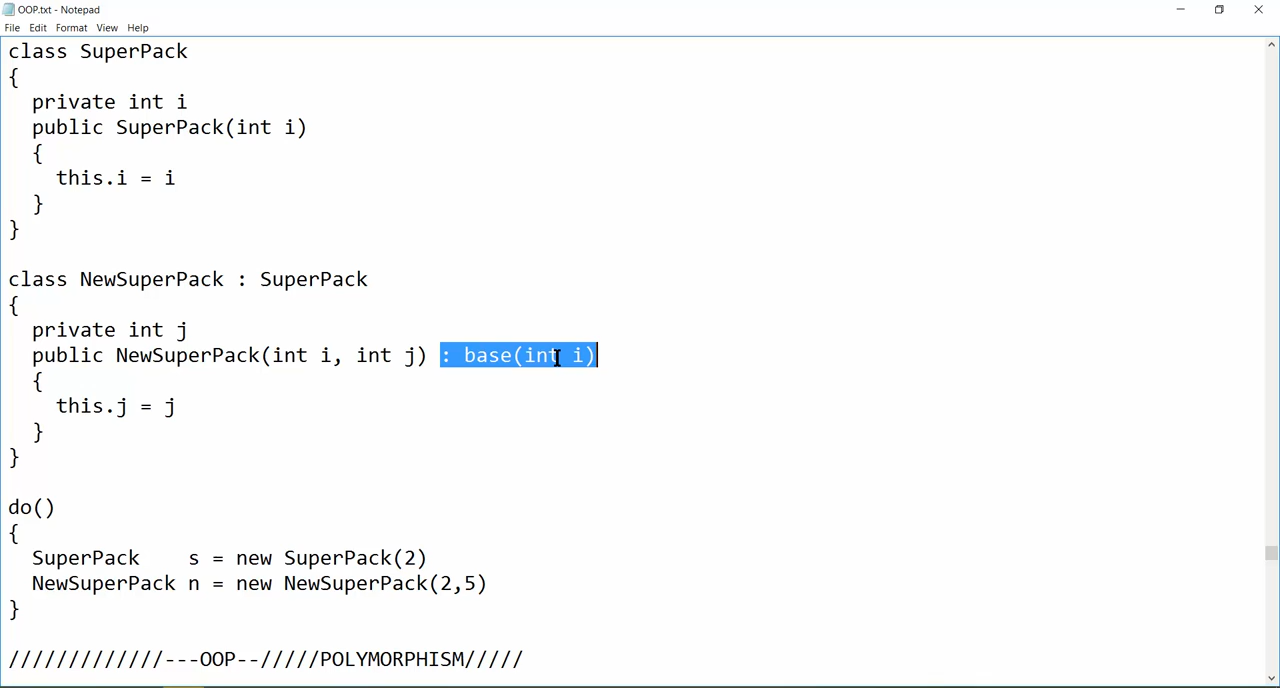 OOP.txt - Notepad
File Edit Format View Help
class SuperPack
{
  private int i
  public SuperPack(int i)
  {
    this.i = i
  }
}

class NewSuperPack : SuperPack
{
  private int j
  public NewSuperPack(int i, int j) : base(int i)
  {
    this.j = j
  }
}

do()
{
  SuperPack    s = new SuperPack(2)
  NewSuperPack n = new NewSuperPack(2,5)
}

/////////////---OOP--/////POLYMORPHISM/////